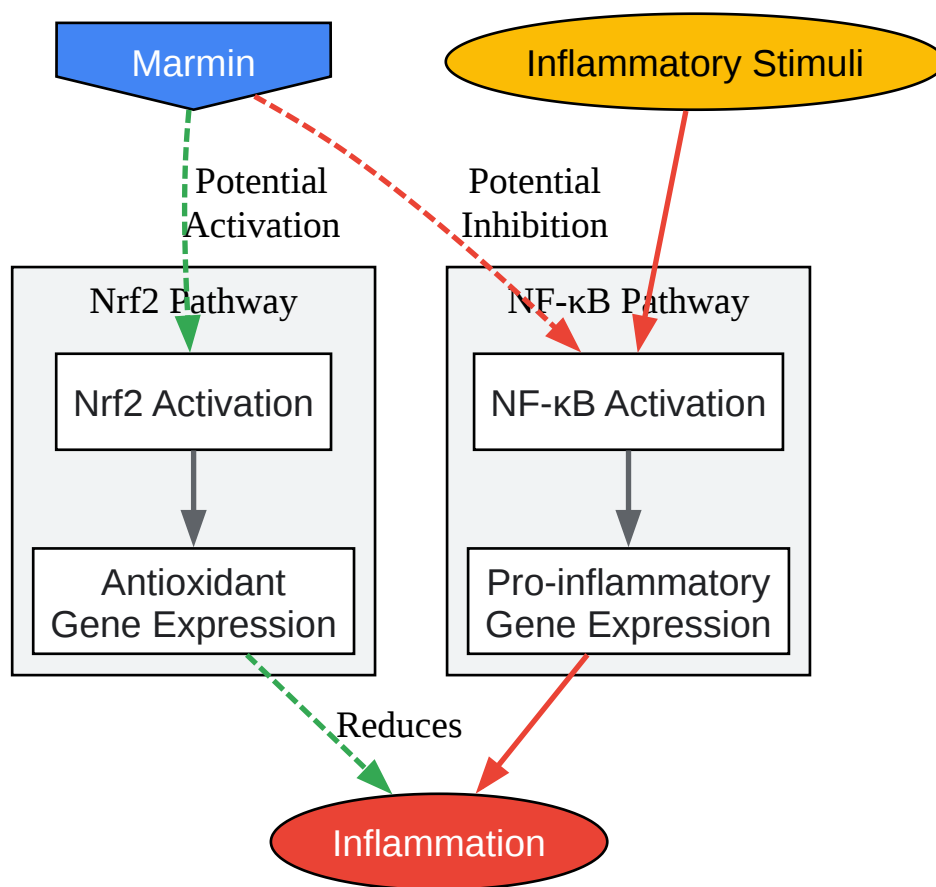 Marmin
Inflammatory Stimuli
Potential
Activation
Potential
Inhibition
Nrf2 Pathway
NF-κB Pathway
Nrf2 Activation
NF-κB Activation
Antioxidant
Gene Expression
Pro-inflammatory
Gene Expression
Reduces
Inflammation